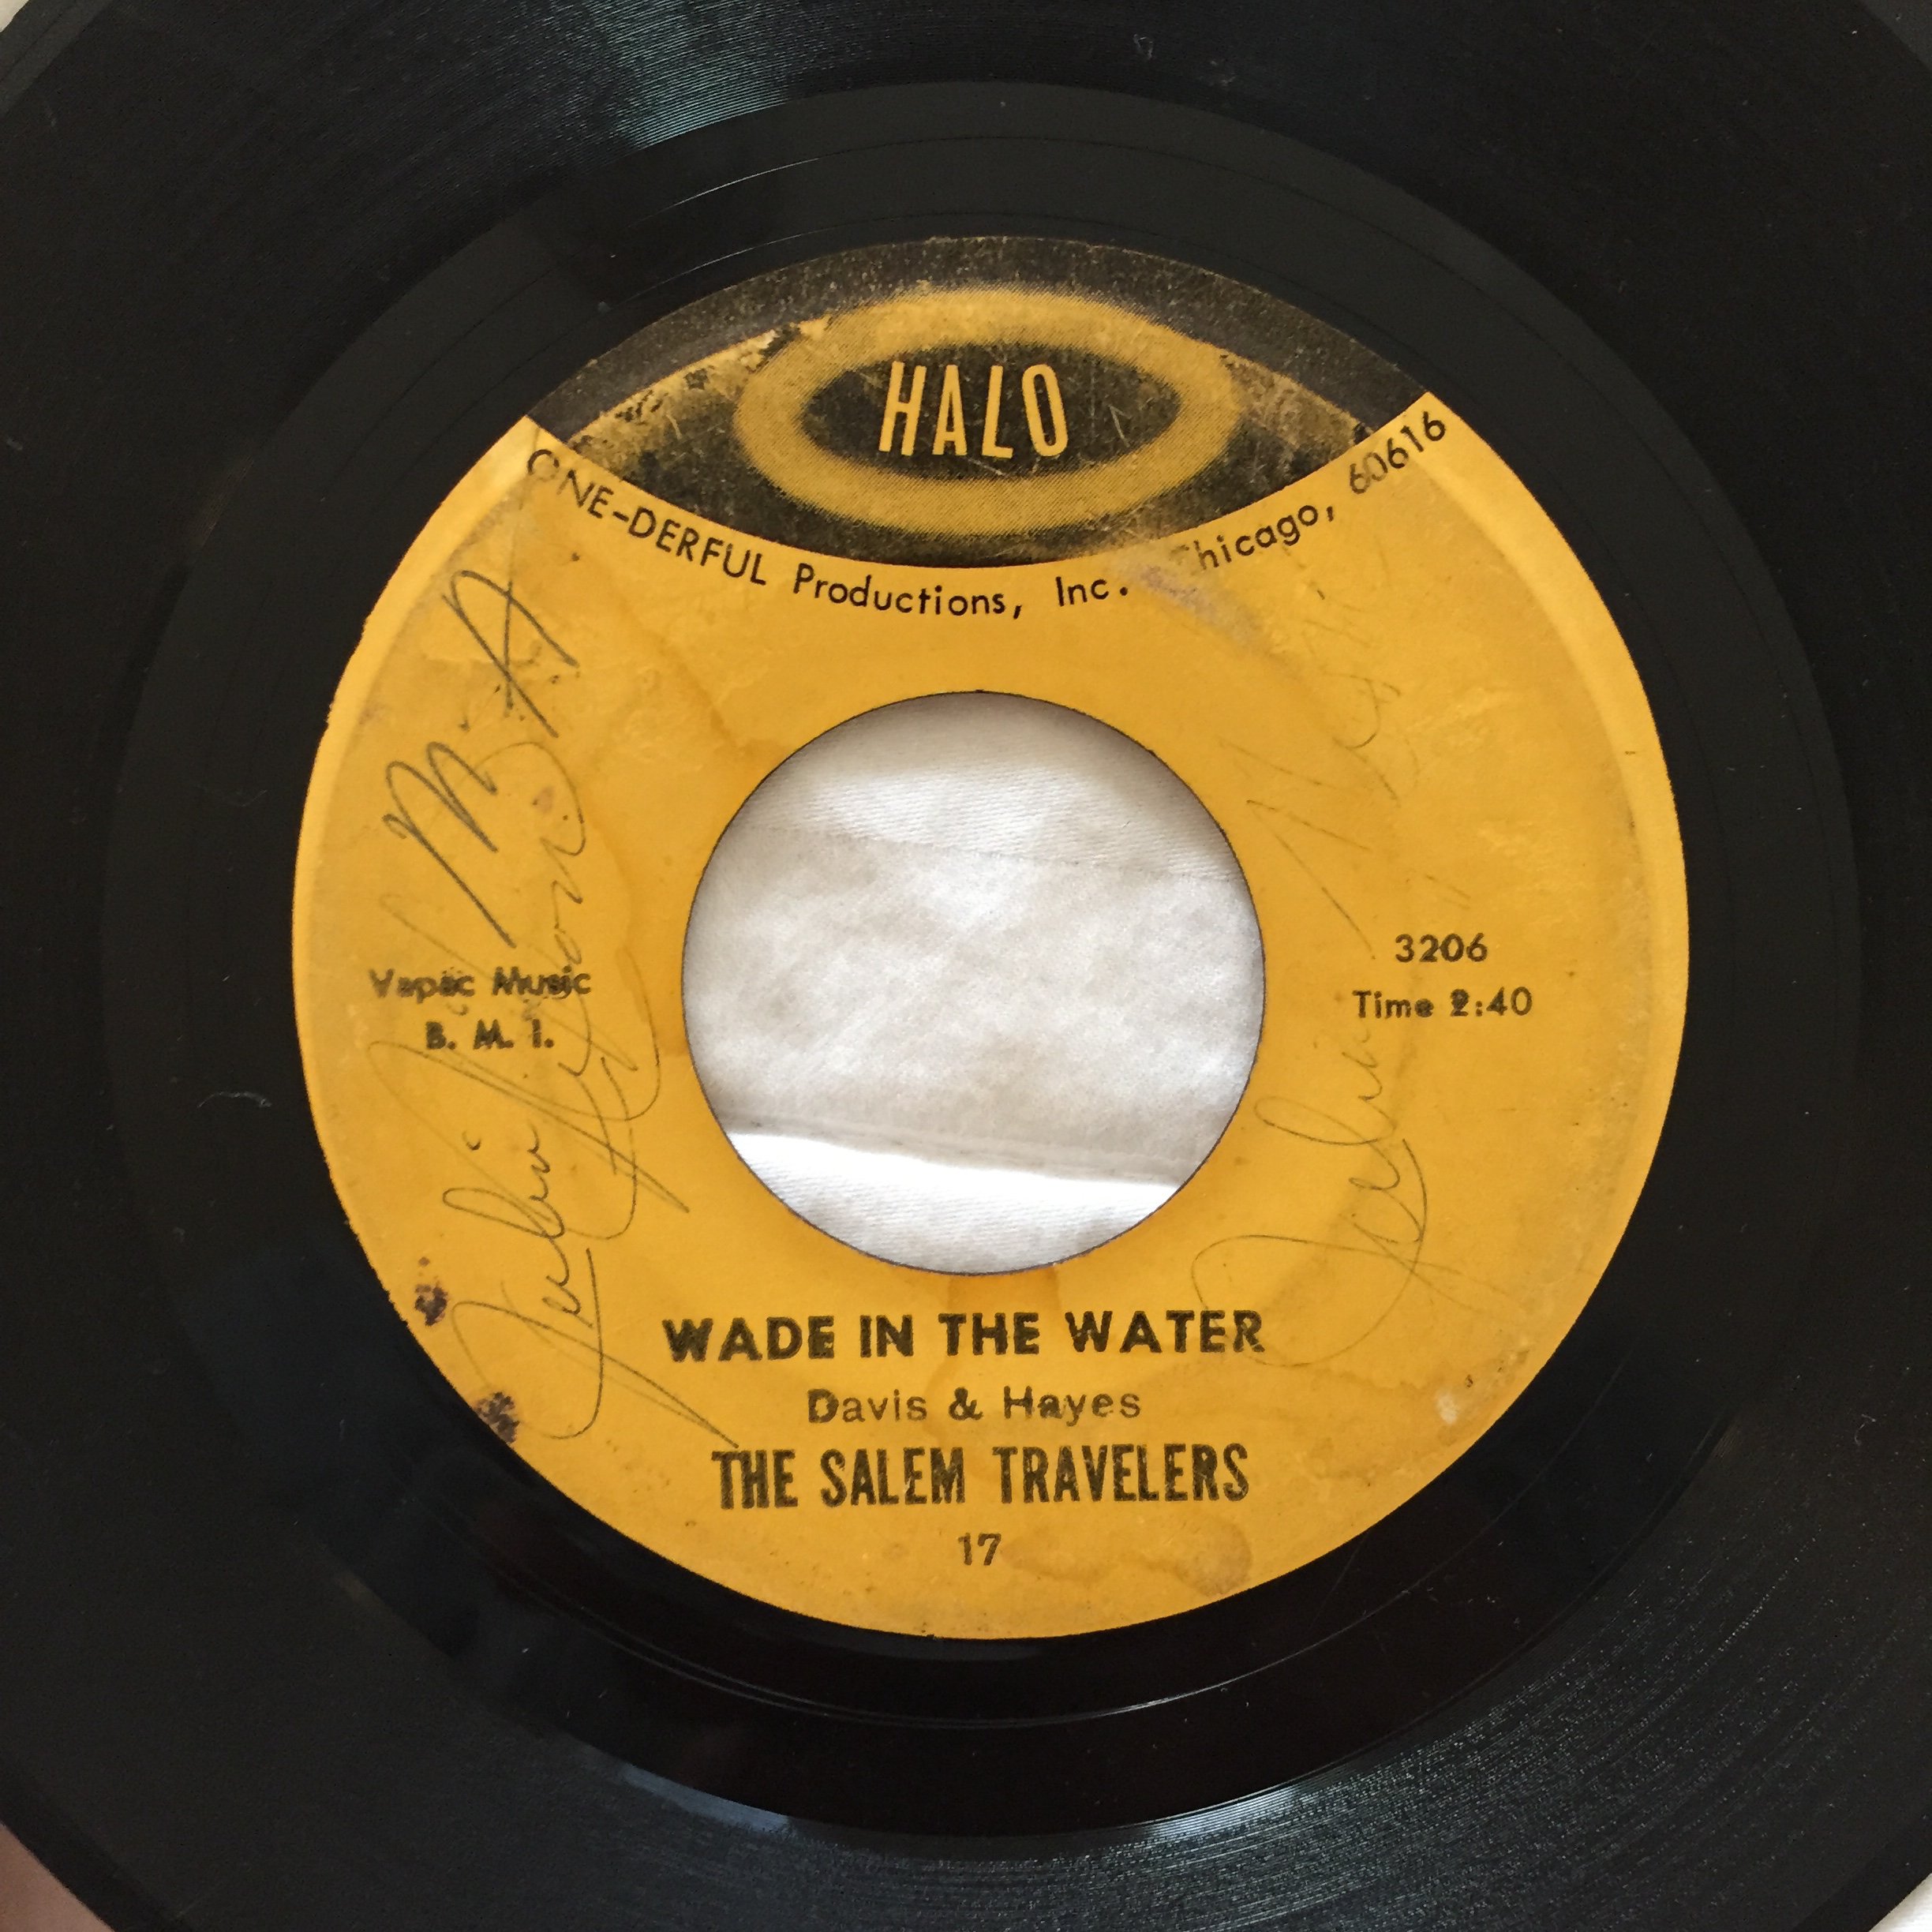 HALO
ONE-DERFUL Productions, Inc. Chicago, 60616
Vapac Music
B. M. I.
3206
Time 2:40
WADE IN THE WATER
Davis & Hayes
THE SALEM TRAVELERS
17